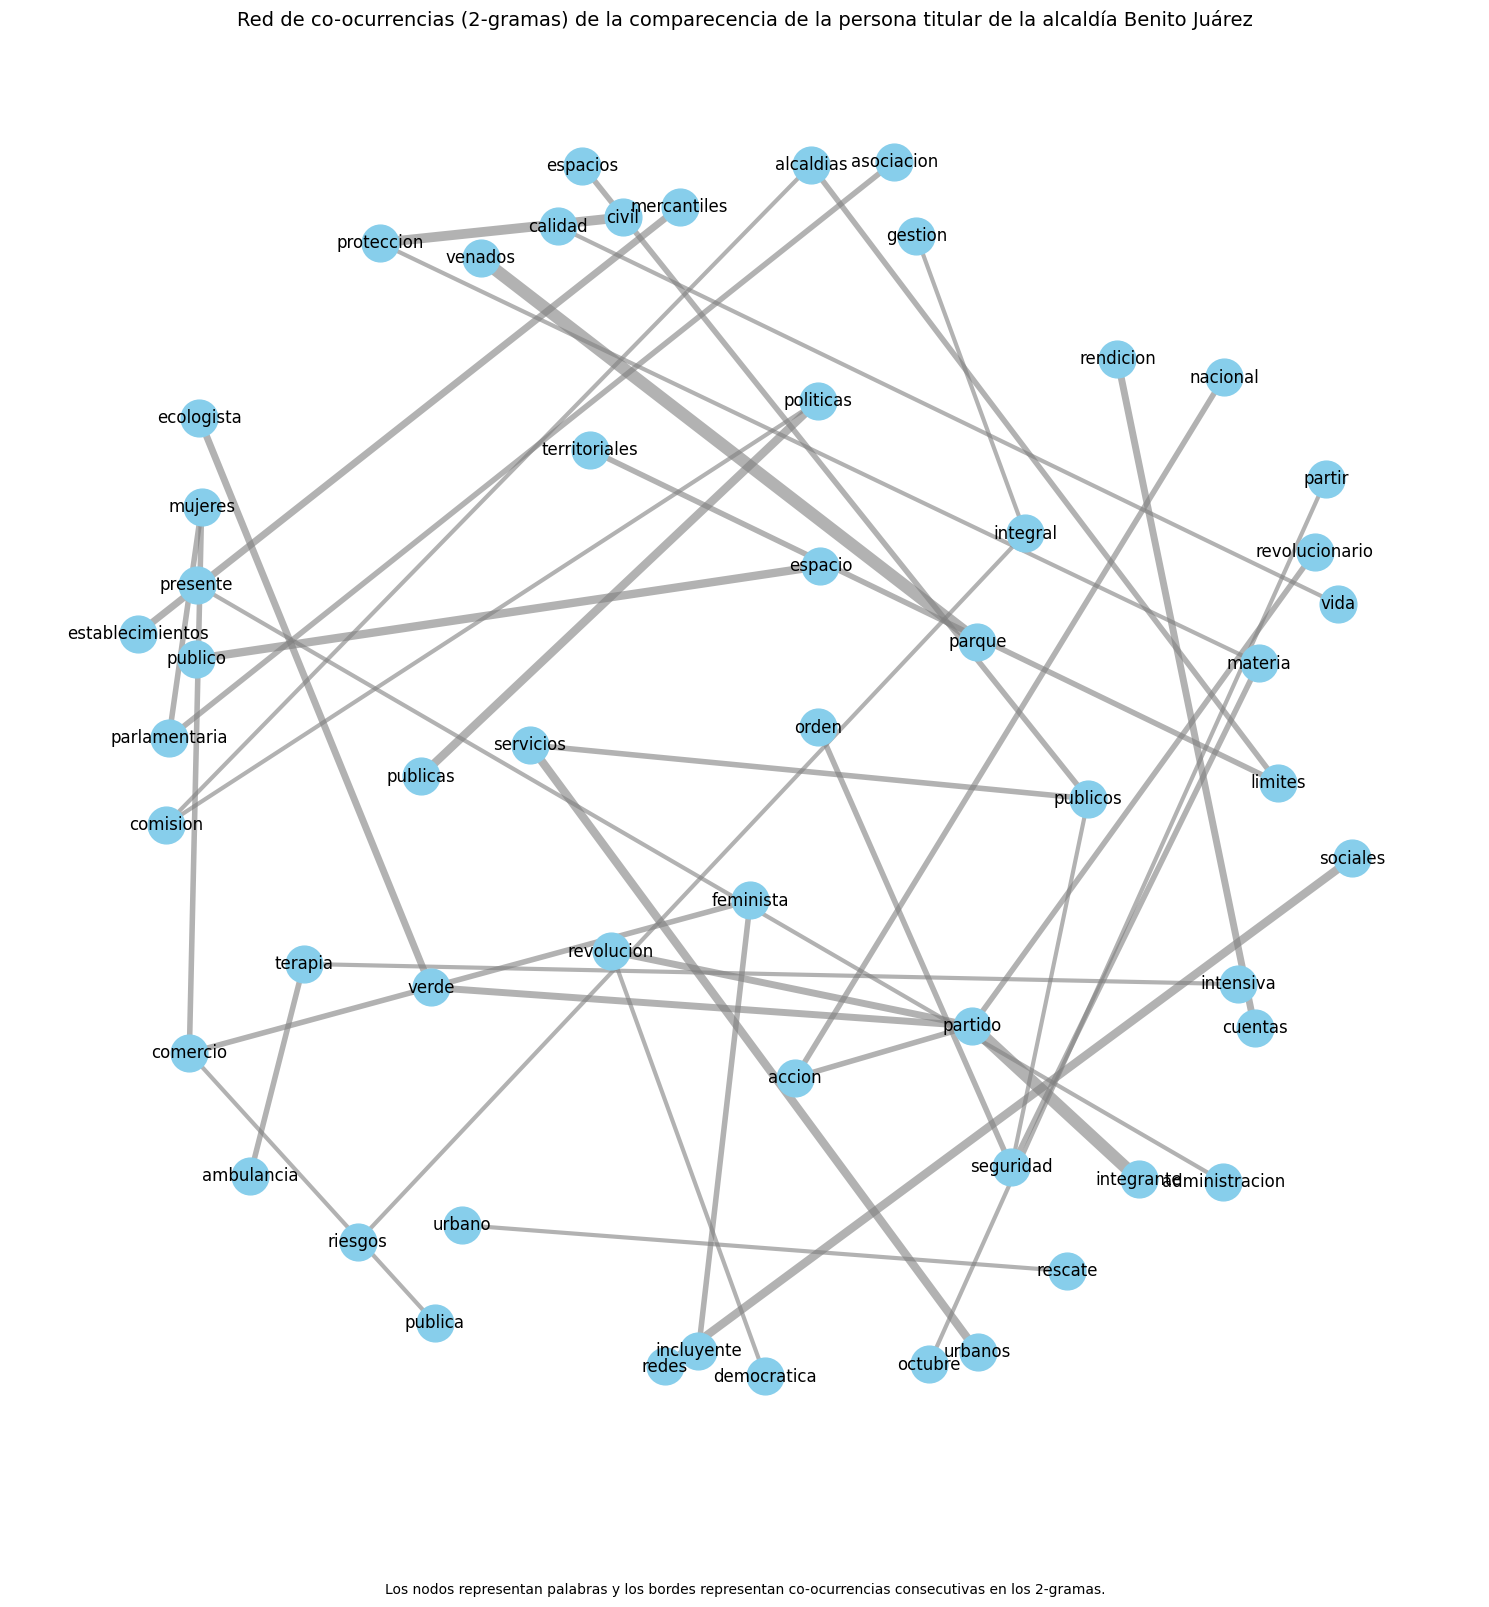 Red de co-ocurrencias (2-gramas) de la comparecencia de la persona titular de la alcaldía Benito Juárez
espacios
alcaldias
asociacion
mercantiles
civil
calidad
gestion
proteccion
venados
rendicion
nacional
politicas
ecologista
territoriales
partir
mujeres
integral
revolucionario
espacio
presente
vida
establecimientos
parque
publico
materia
orden
parlamentaria
servicios
publicas
limites
publicos
comision
sociales
feminista
revolucion
terapia
intensiva
verde
partido
cuentas
comercio
accion
seguridad
ambulancia
integrante
administracion
urbano
riesgos
rescate
publica
incluyente
urbanos
octubre
redes
democratica
Los nodos representan palabras y los bordes representan co-ocurrencias consecutivas en los 2-gramas.